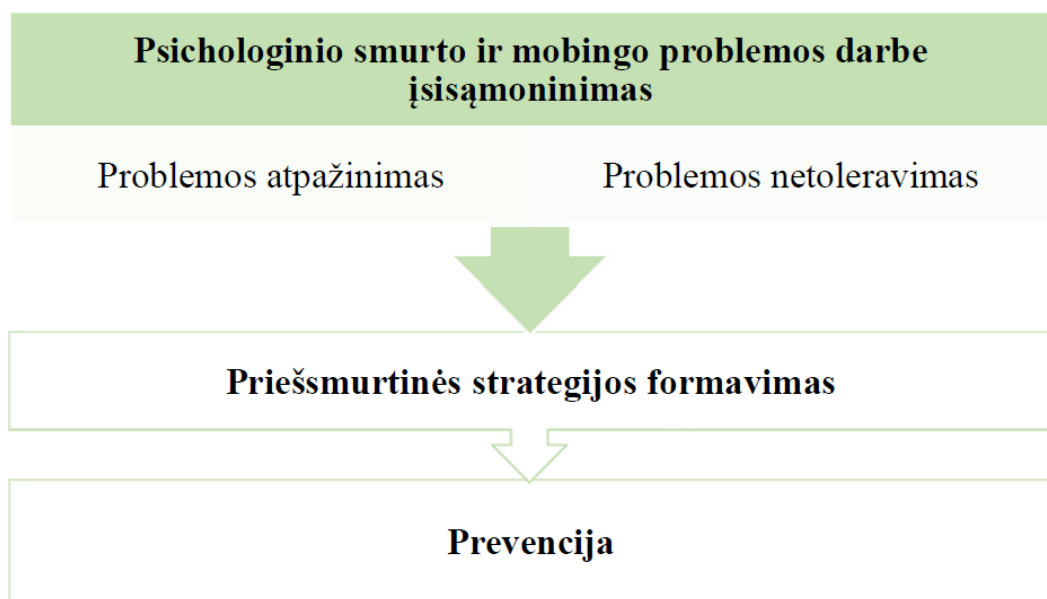 Psichologinio smurto ir mobingo problemos darbe
įsisąmoninimas
Problemos atpažinimas
Problemos netoleravimas
Priešsmurtinės strategijos formavimas
Prevencija